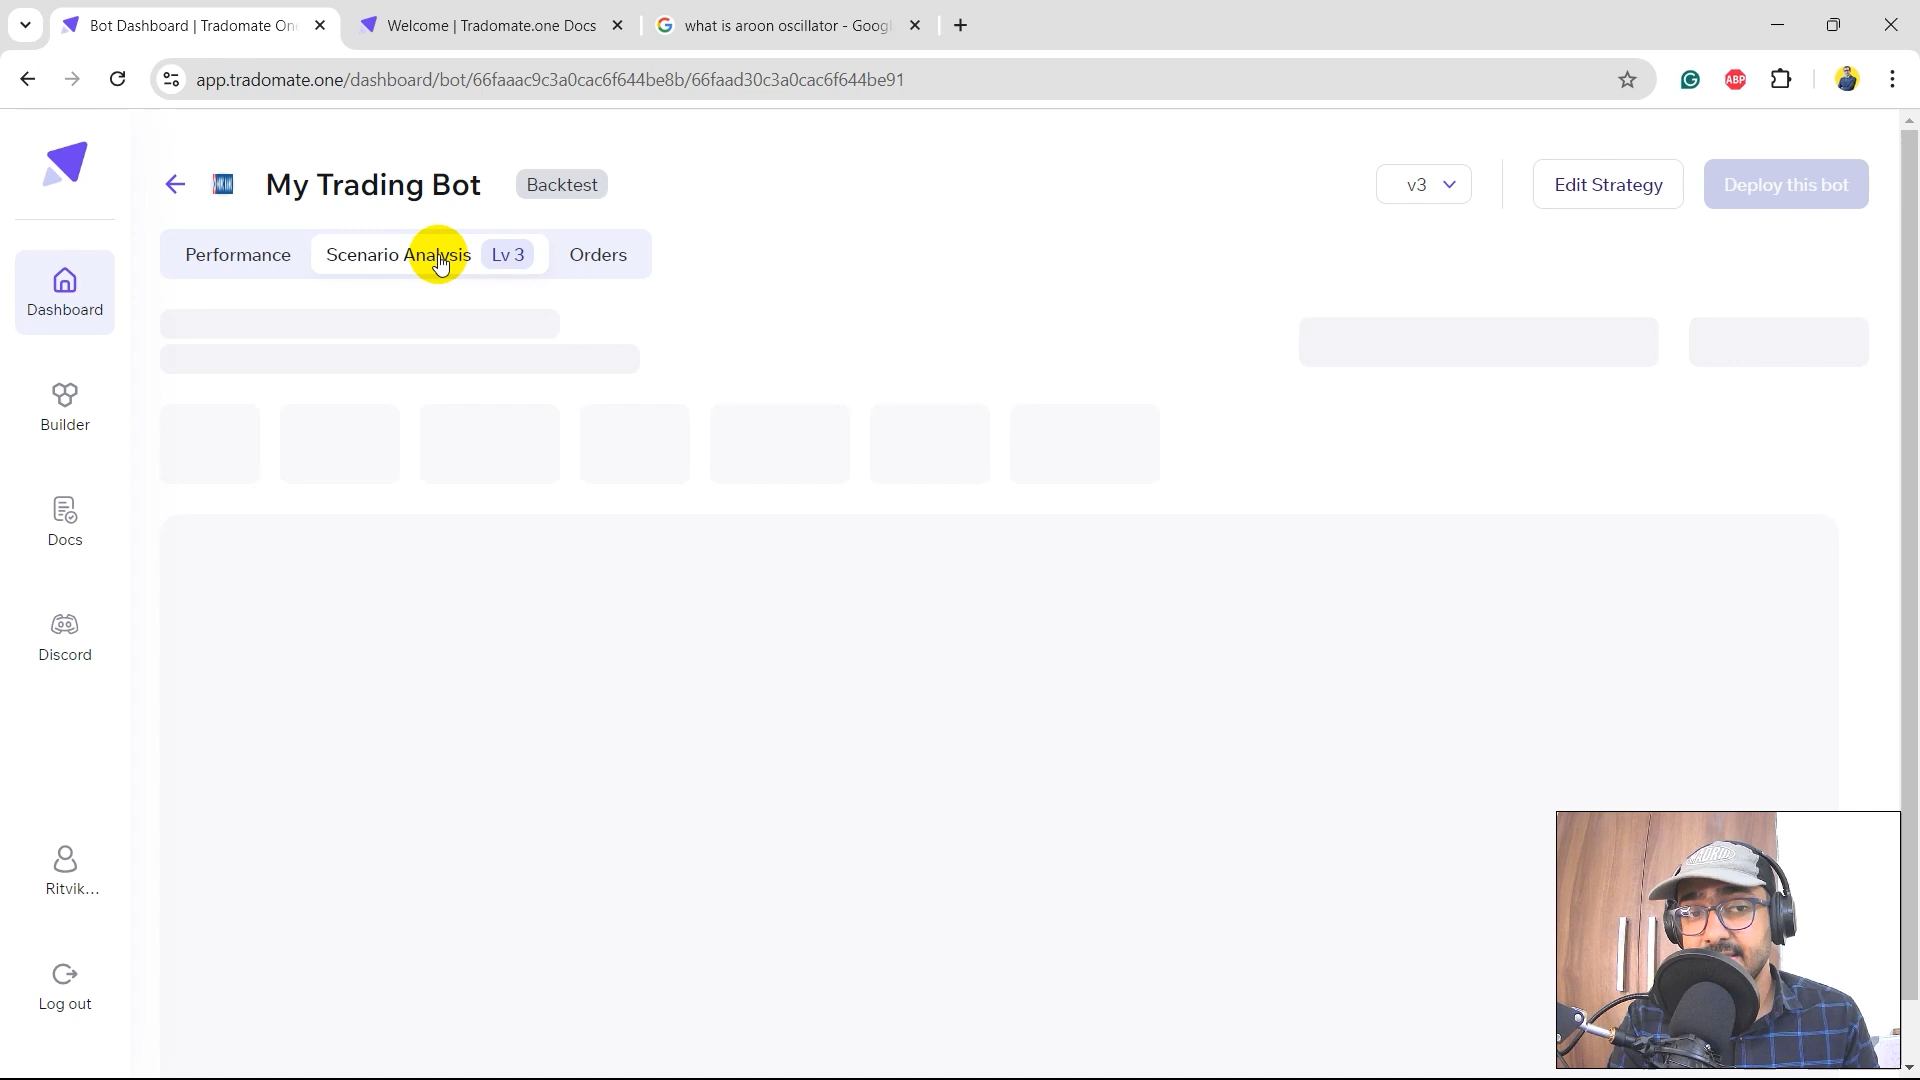 Bot Dashboard | Tradomate On
Welcome | Tradomate.one Docs
what is aroon oscillator - Googl
app.tradomate.one/dashboard/bot/66faaac9c3a0cac6f644be8b/66faad30c3a0cac6f644be91
ABP
My Trading Bot
Backtest
v3
Edit Strategy
Deploy this bot
Performance
Scenario Analysis
Lv 3
Orders
Dashboard
Builder
Docs
Discord
Ritvik...
Log out